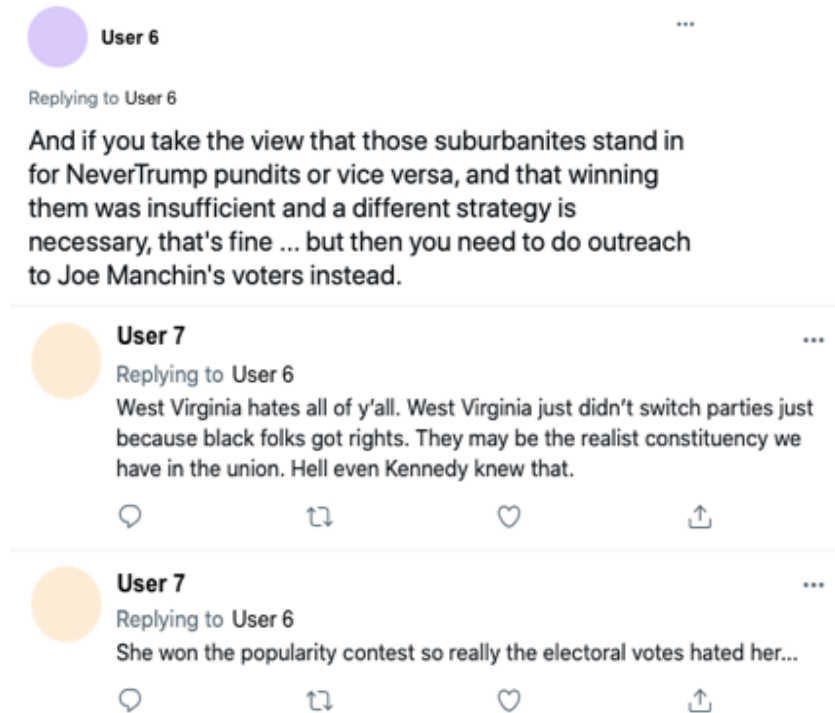 User 6
...
Replying to User 6
And if you take the view that those suburbanites stand in
for NeverTrump pundits or vice versa, and that winning
them was insufficient and a different strategy is
necessary, that's fine ... but then you need to do outreach
to Joe Manchin's voters instead.
User 7
...
Replying to User 6
West Virginia hates all of y'all. West Virginia just didn't switch parties just
because black folks got rights. They may be the realist constituency we
have in the union. Hell even Kennedy knew that.
User 7
...
Replying to User 6
She won the popularity contest so really the electoral votes hated her...